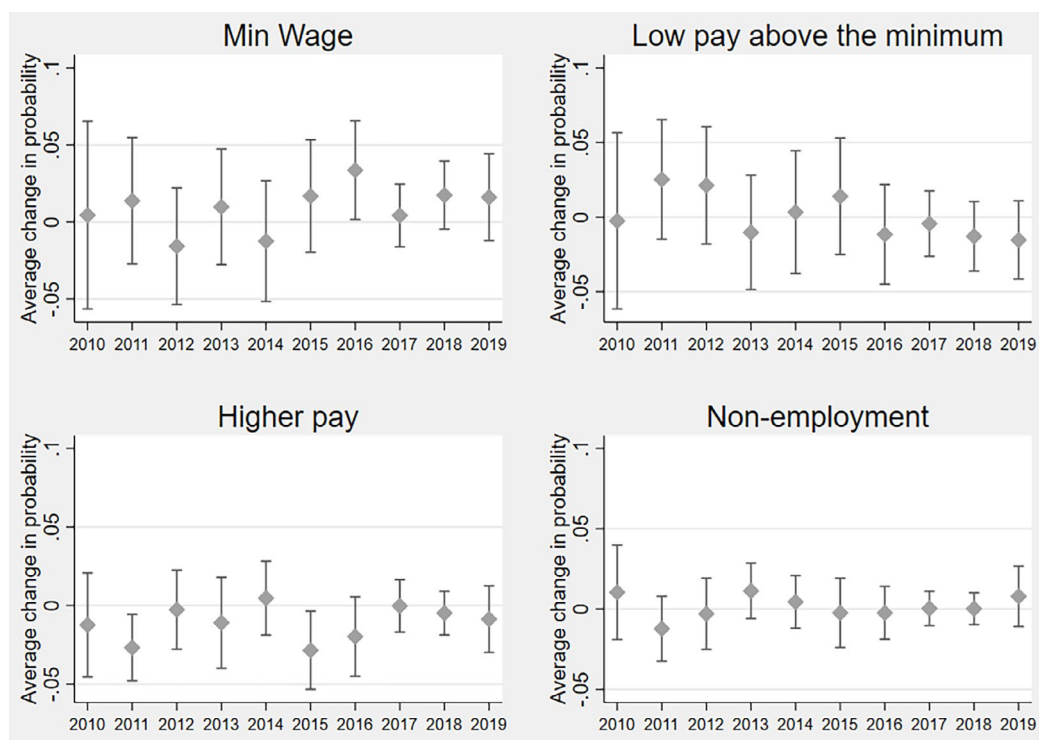 Min Wage
Average change in probability
.1
.05
0
-.05
2010 2011 2012 2013 2014 2015 2016 2017 2018 2019
Low pay above the minimum
Average change in probability
.1
.05
0
-.05
2010 2011 2012 2013 2014 2015 2016 2017 2018 2019
Higher pay
Average change in probability
.1
.05
0
-.05
2010 2011 2012 2013 2014 2015 2016 2017 2018 2019
Non-employment
Average change in probability
.1
.05
0
-.05
2010 2011 2012 2013 2014 2015 2016 2017 2018 2019